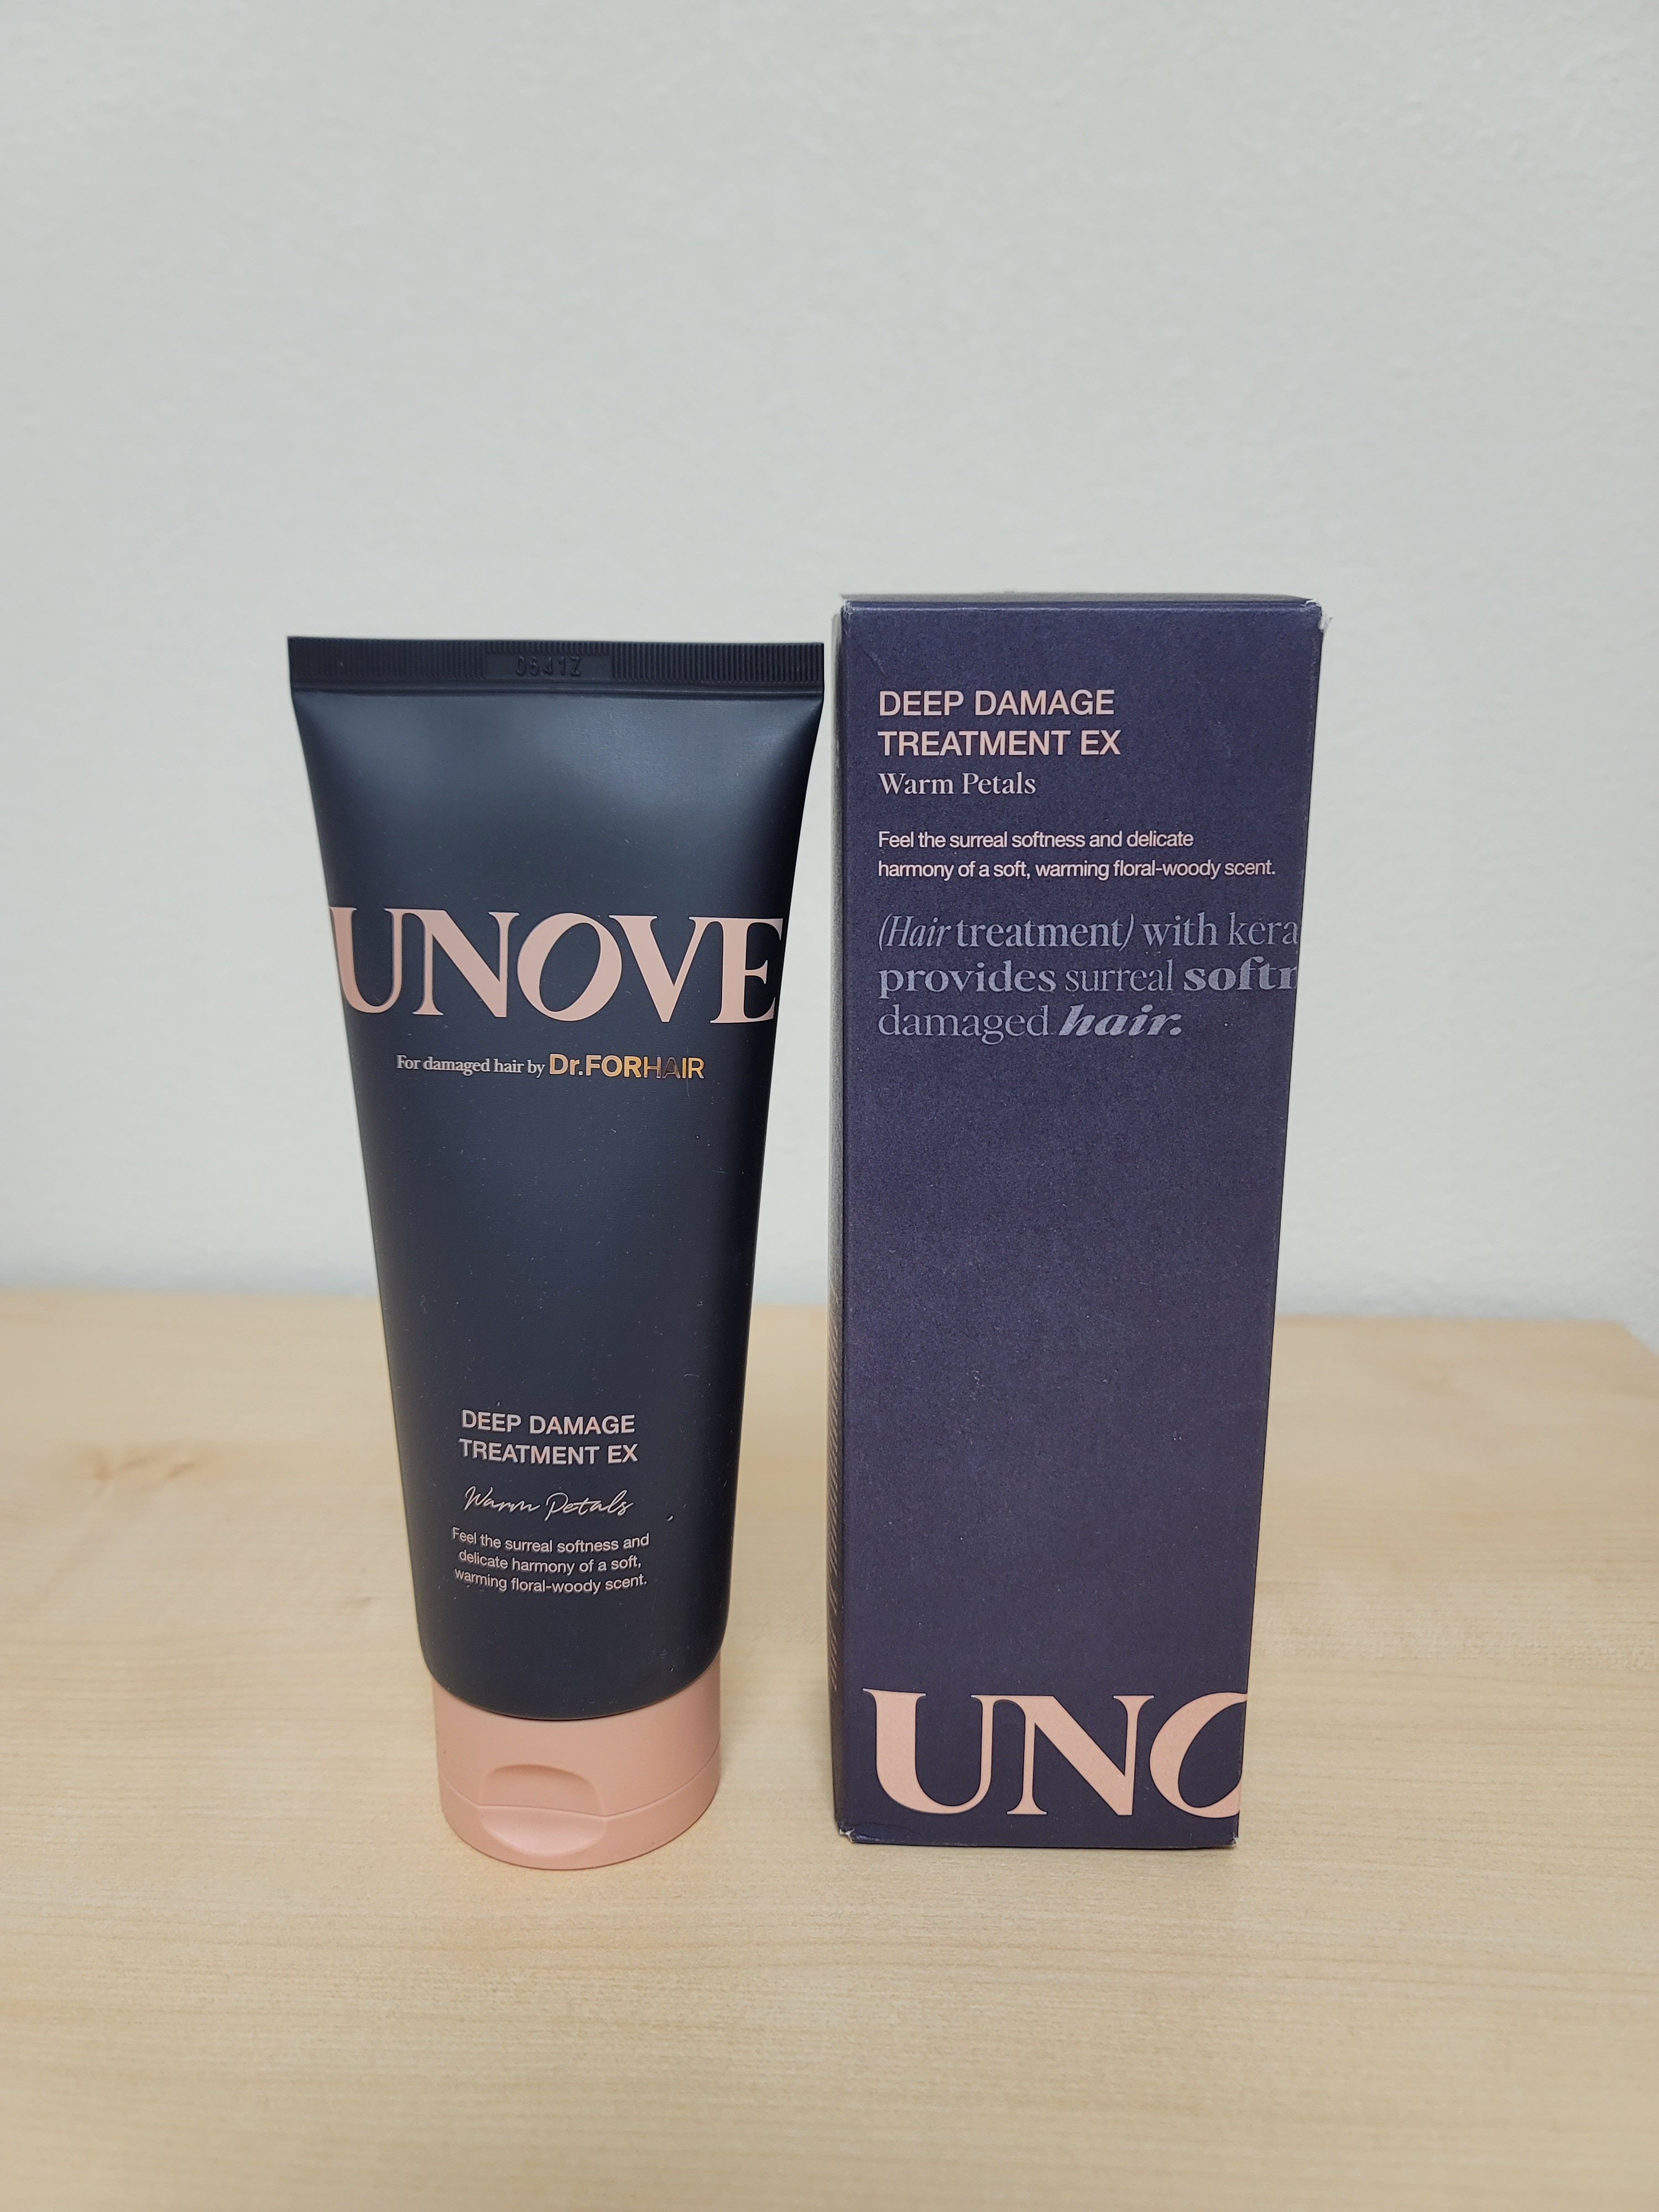 UNOVE
For damaged hair by Dr.FORHAIR
DEEP DAMAGE
TREATMENT EX
Warm Petals
Feel the surreal softness and
delicate harmony of a soft,
warming floral-woody scent.
DEEP DAMAGE
TREATMENT EX
Warm Petals
Feel the surreal softness and delicate
harmony of a soft, warming floral-woody scent.
(Hair treatment) with kera
provides surreal softn
damaged hair.
UNO